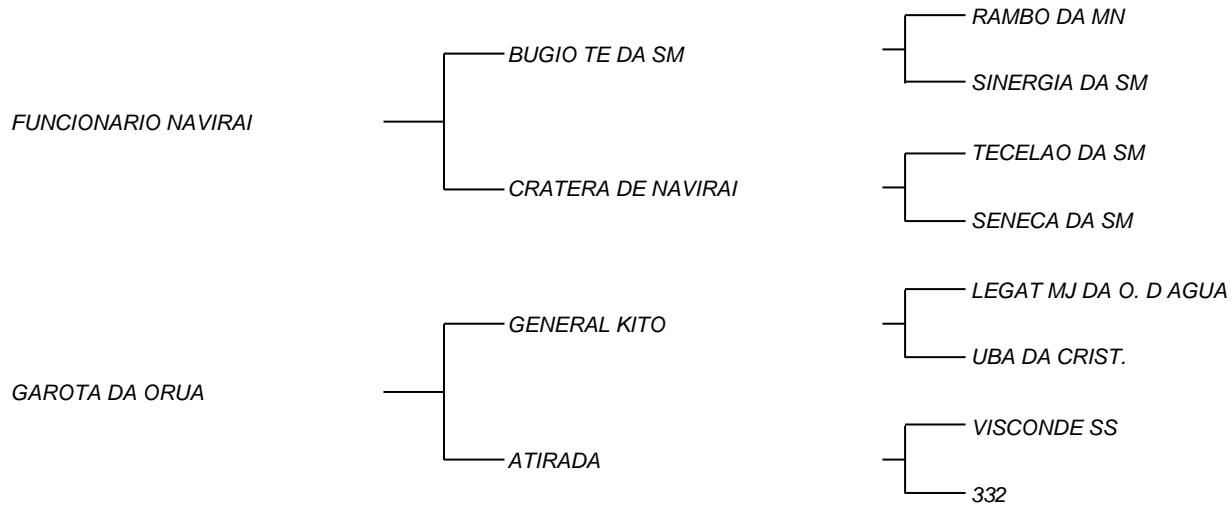 RAMBO DA MN
BUGIO TE DA SM
SINERGIA DA SM
FUNCIONARIO NAVIRAI
TECELAO DA SM
CRATERA DE NAVIRAI
SENECA DA SM
LEGAT MJ DA O. D AGUA
GENERAL KITO
UBA DA CRIST.
GAROTA DA ORUA
VISCONDE SS
ATIRADA
332